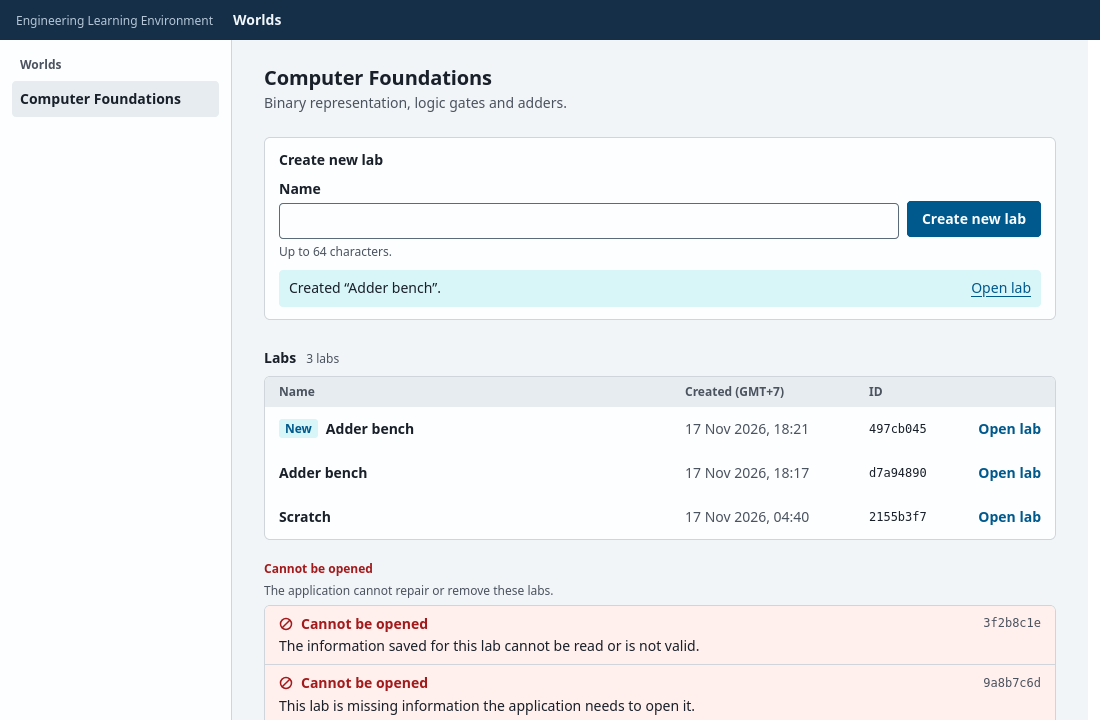 Engineering Learning Environment Worlds
Worlds
Computer Foundations
Computer Foundations
Binary representation, logic gates and adders.
Create new lab
Name
Create new lab
Up to 64 characters.
Created “Adder bench”. Open lab
Labs 3 labs
Name Created (GMT+7) ID
New Adder bench 17 Nov 2026, 18:21 497cb045 Open lab
Adder bench 17 Nov 2026, 18:17 d7a94890 Open lab
Scratch 17 Nov 2026, 04:40 2155b3f7 Open lab
Cannot be opened
The application cannot repair or remove these labs.
Cannot be opened 3f2b8c1e
The information saved for this lab cannot be read or is not valid.
Cannot be opened 9a8b7c6d
This lab is missing information the application needs to open it.